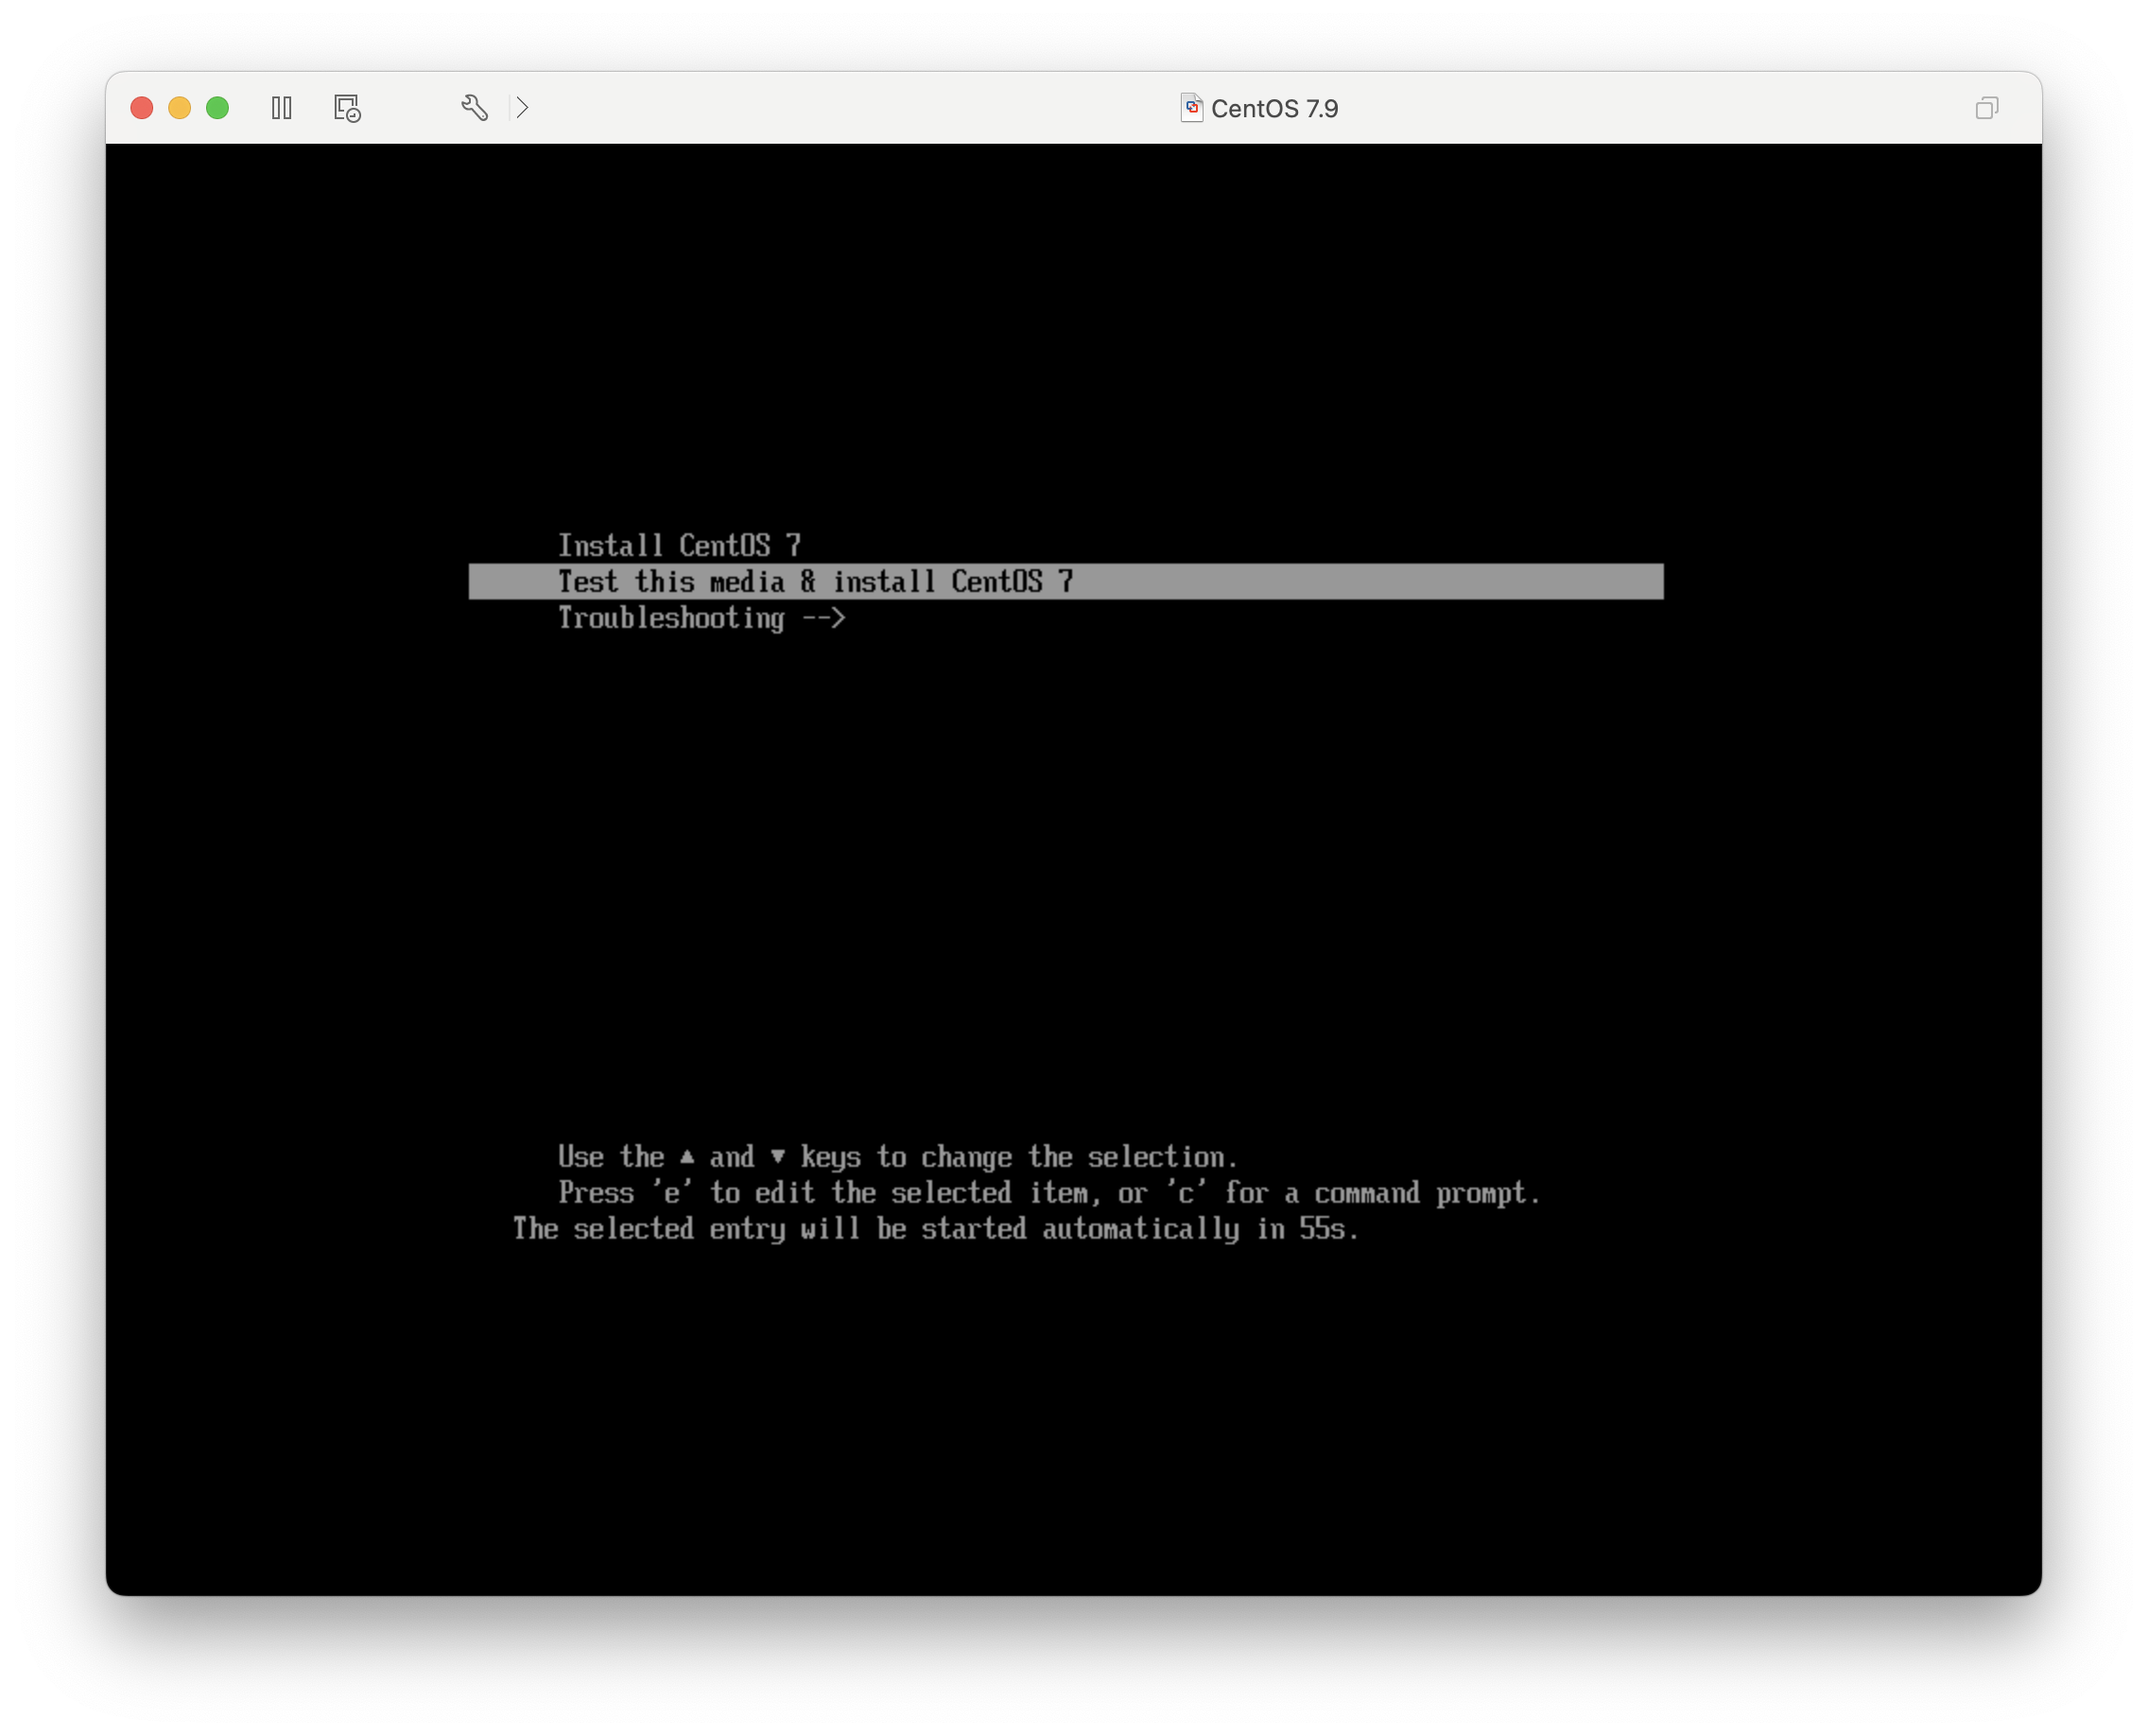 CentOS 7.9
Install CentOS 7
Test this media & install CentOS 7
Troubleshooting -->
Use the ▲ and ▼ keys to change the selection.
Press 'e' to edit the selected item, or 'c' for a command prompt.
The selected entry will be started automatically in 55s.